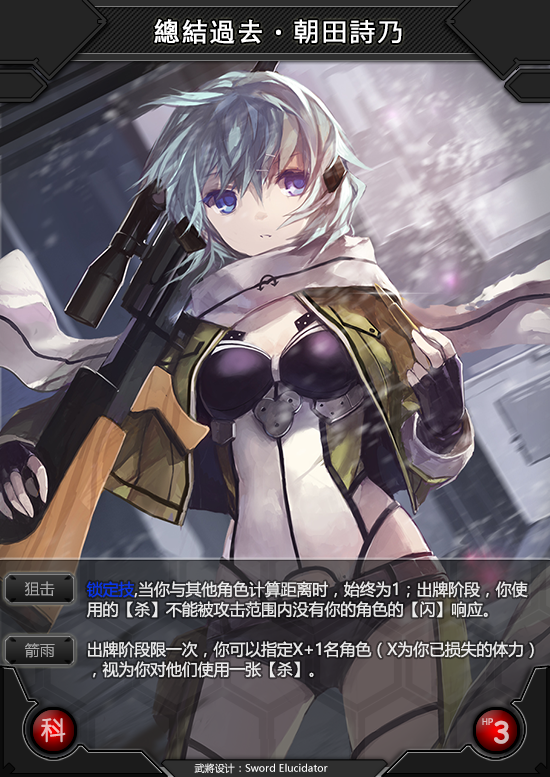 總結過去·朝田詩乃
狙击
锁定技,当你与其他角色计算距离时，始终为1；出牌阶段，你使
用的【杀】不能被攻击范围内没有你的角色的【闪】响应。
箭雨
出牌阶段限一次，你可以指定X+1名角色（X为你已损失的体力）
，视为你对他们使用一张【杀】。
科
HP 3
武將设计：Sword Elucidator